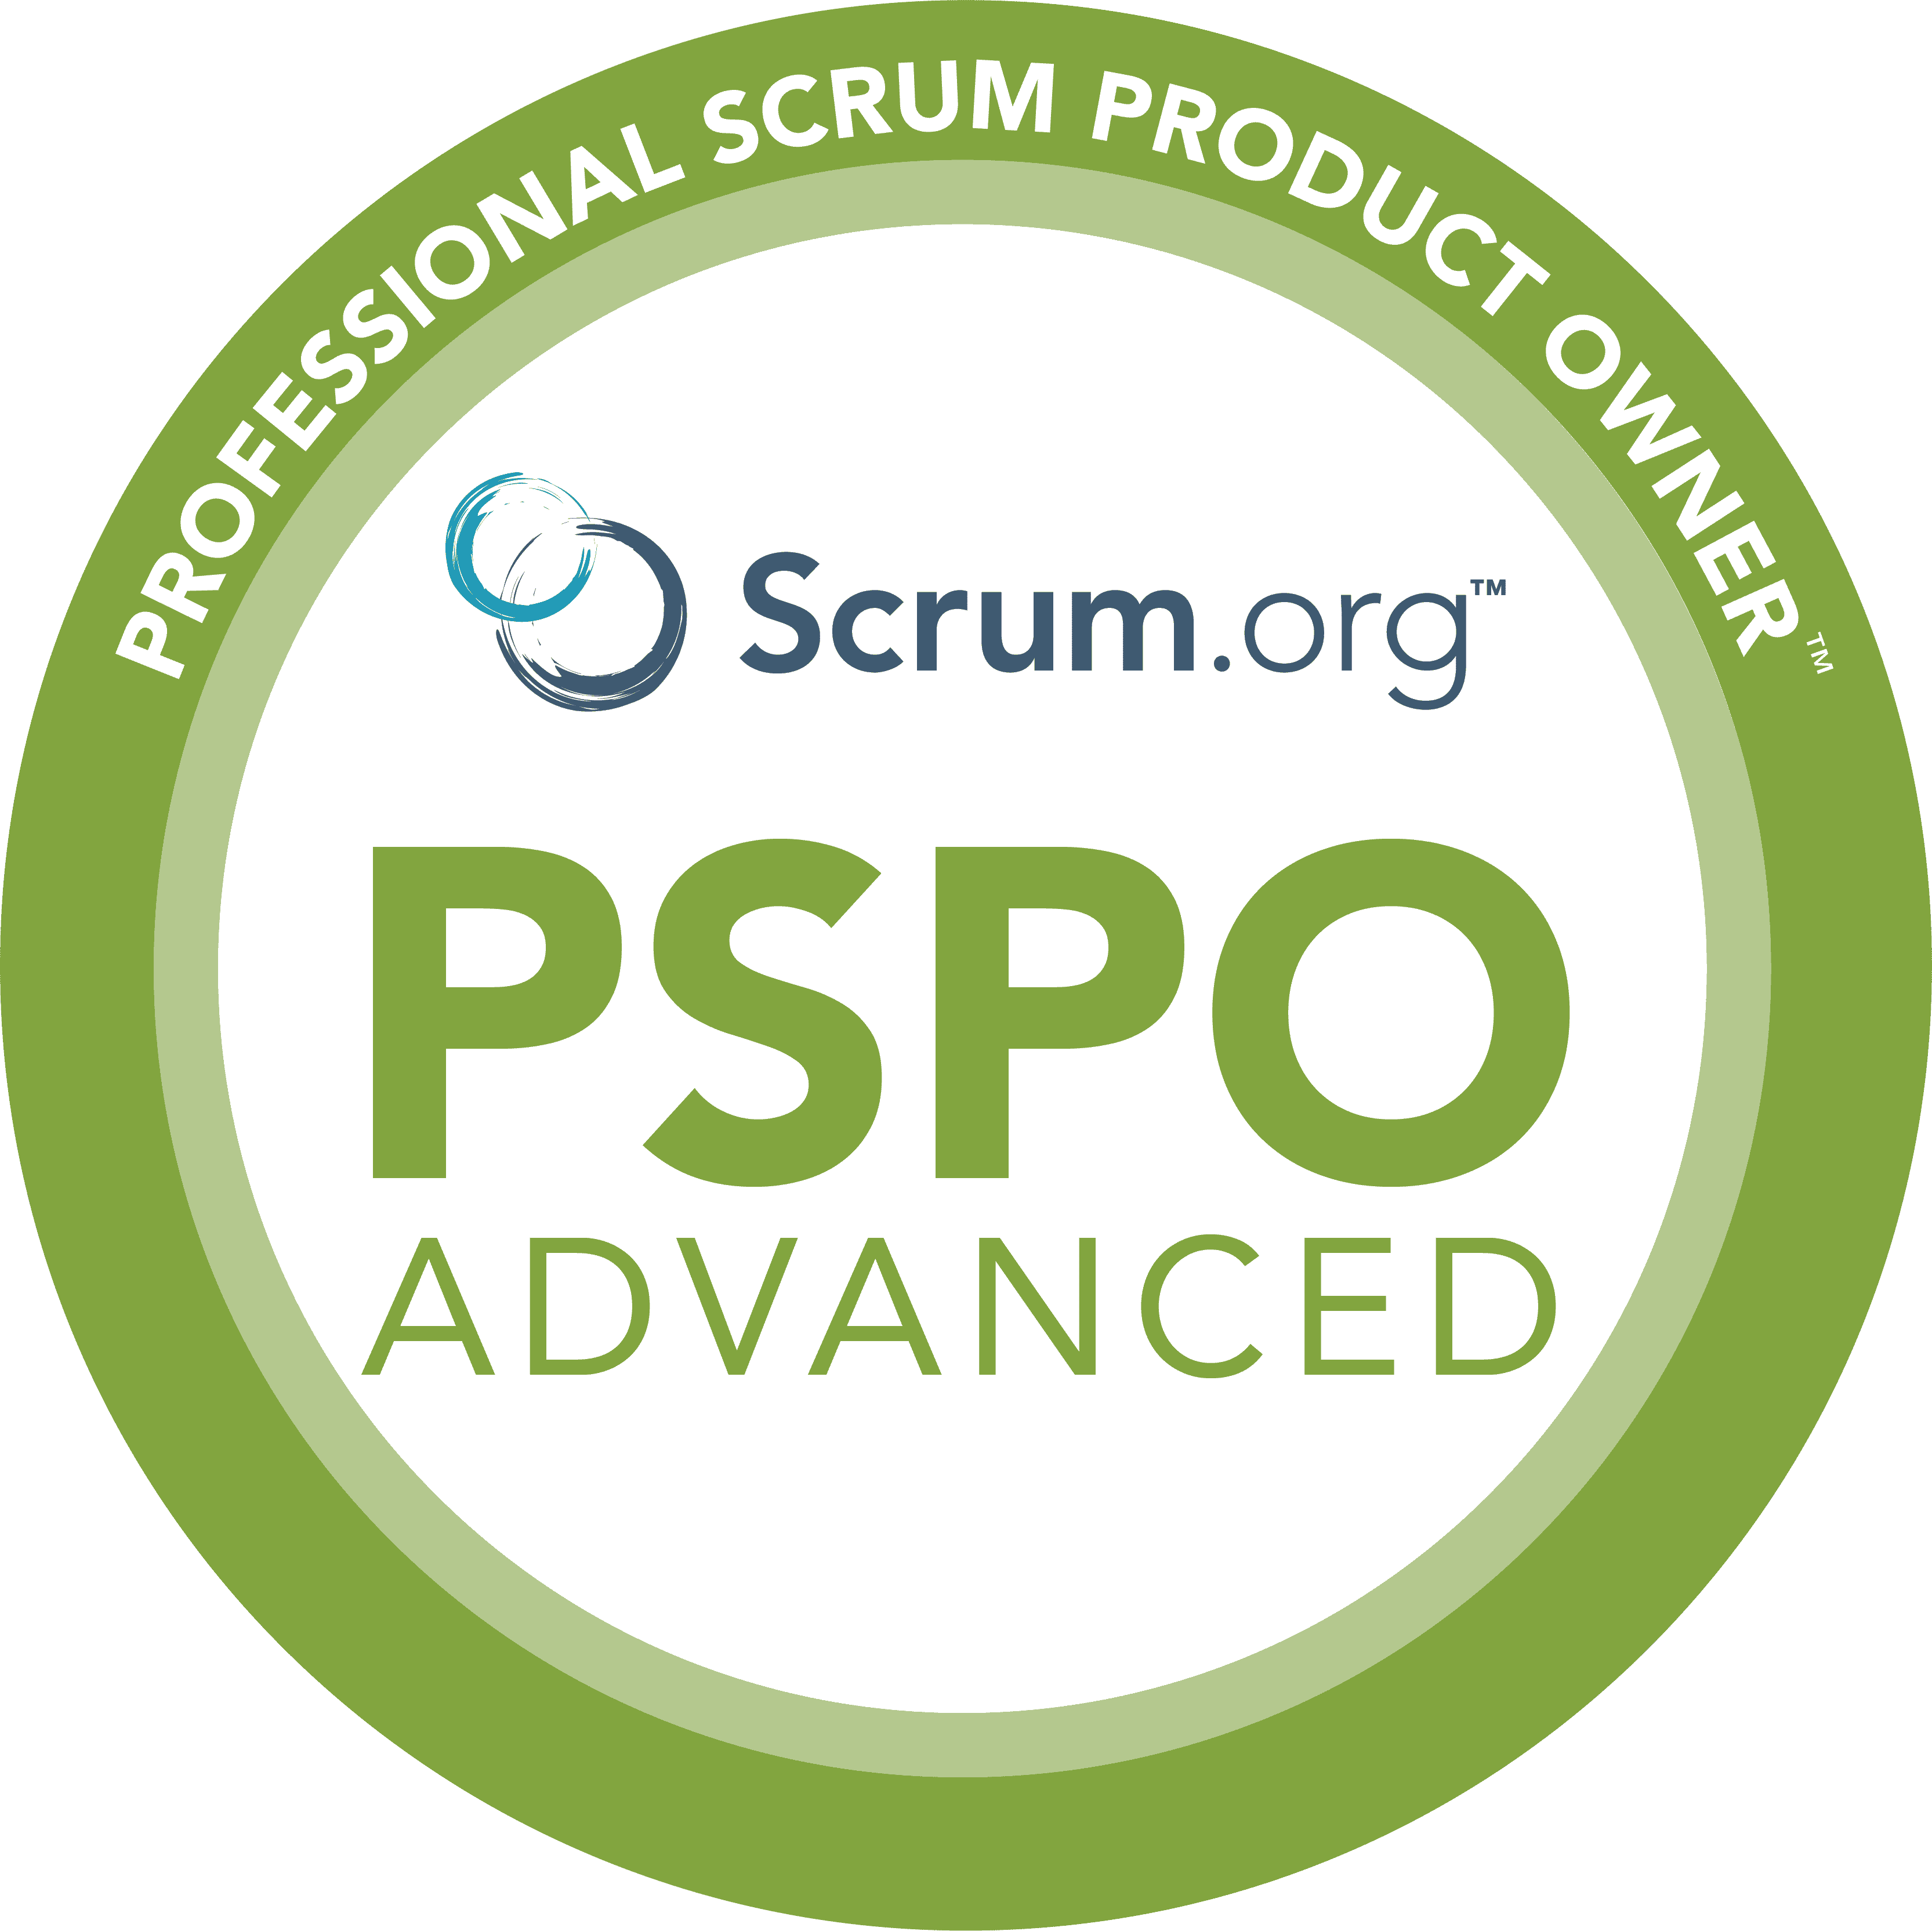 PROFESSIONAL SCRUM PRODUCT OWNER™
Scrum.org™
PSPO
ADVANCED